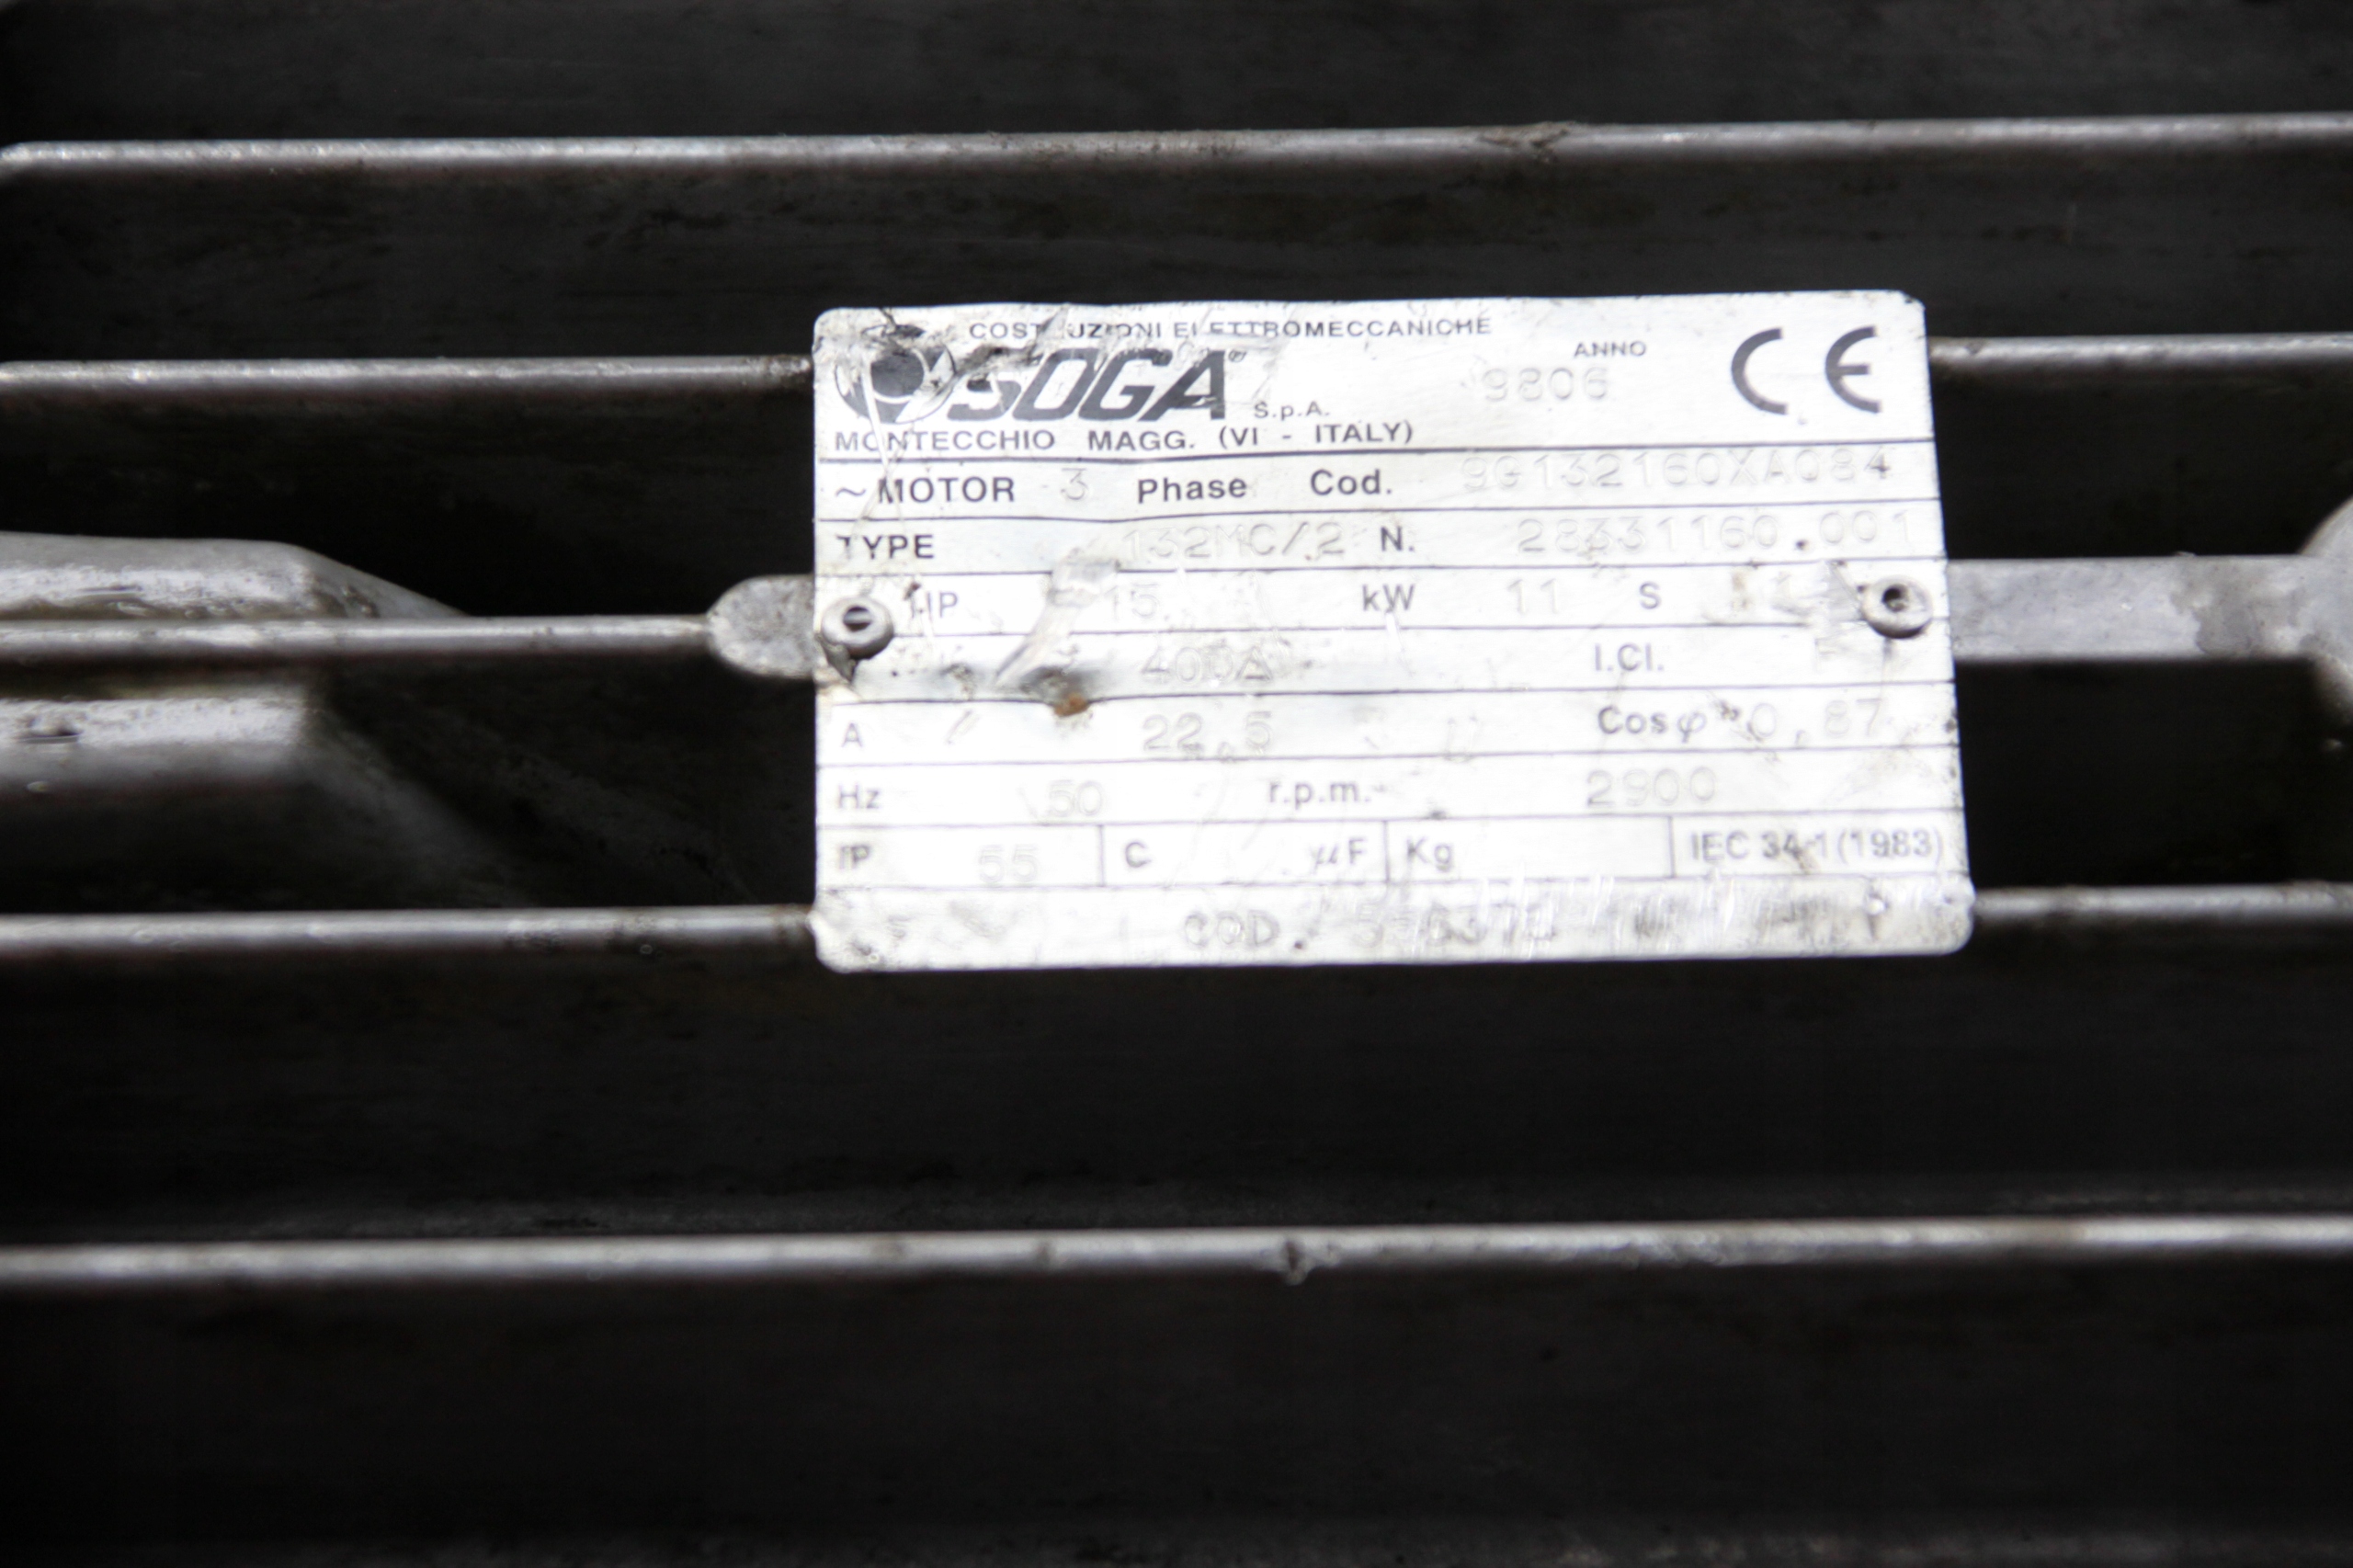 COSTRUZIONI ELETTROMECCANICHE
SOGA® S.p.A. ANNO 9806 CE
MONTECCHIO MAGG. (VI - ITALY)
~ MOTOR 3 Phase Cod. 9G132160XA084
TYPE 132MC/2 N. 28331160.001
HP 15 kW 11 S
400Δ I.Cl.
A 22,5 Cosφ 0,87
Hz 50 r.p.m. 2900
IP 55 C µF Kg IEC 34-1 (1983)
COD.